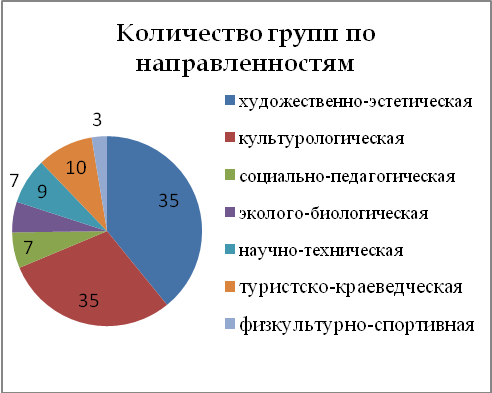 Количество групп по
направленностям
3
10
9
7
7
35
35
художественно-эстетическая
культурологическая
социально-педагогическая
эколого-биологическая
научно-техническая
туристско-краеведческая
физкультурно-спортивная